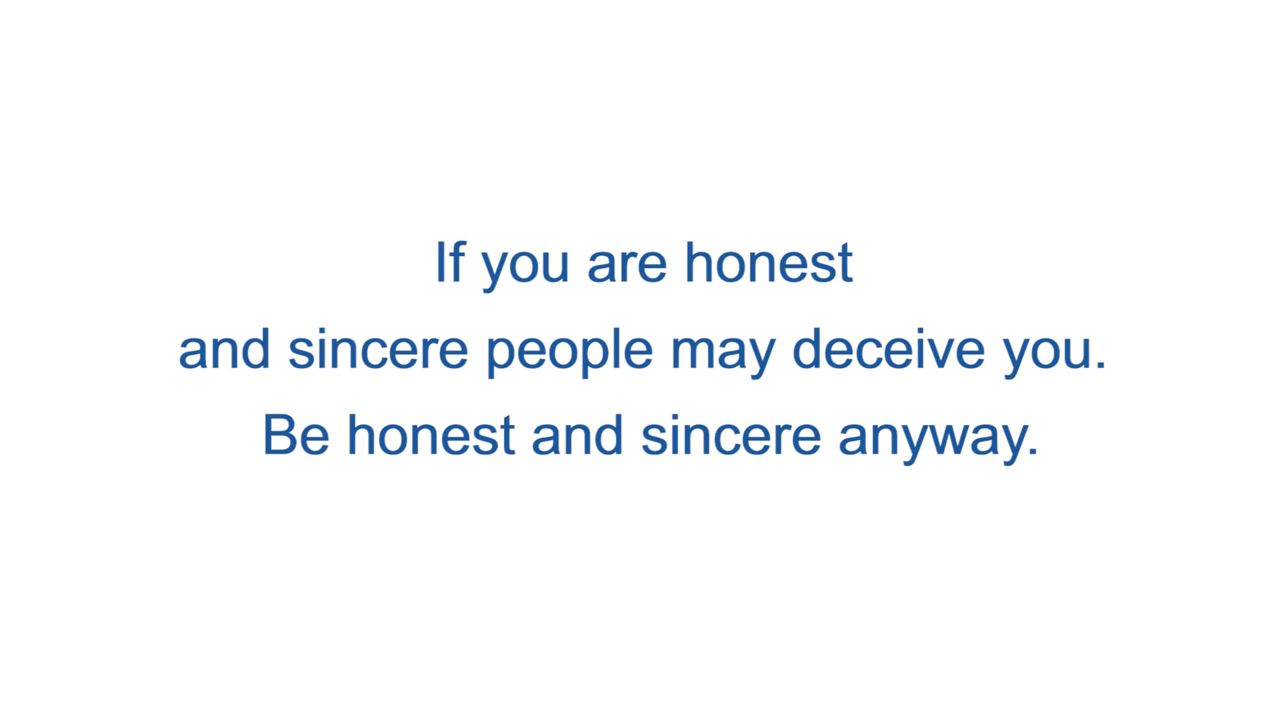 If you are honest
and sincere people may deceive you.
Be honest and sincere anyway.